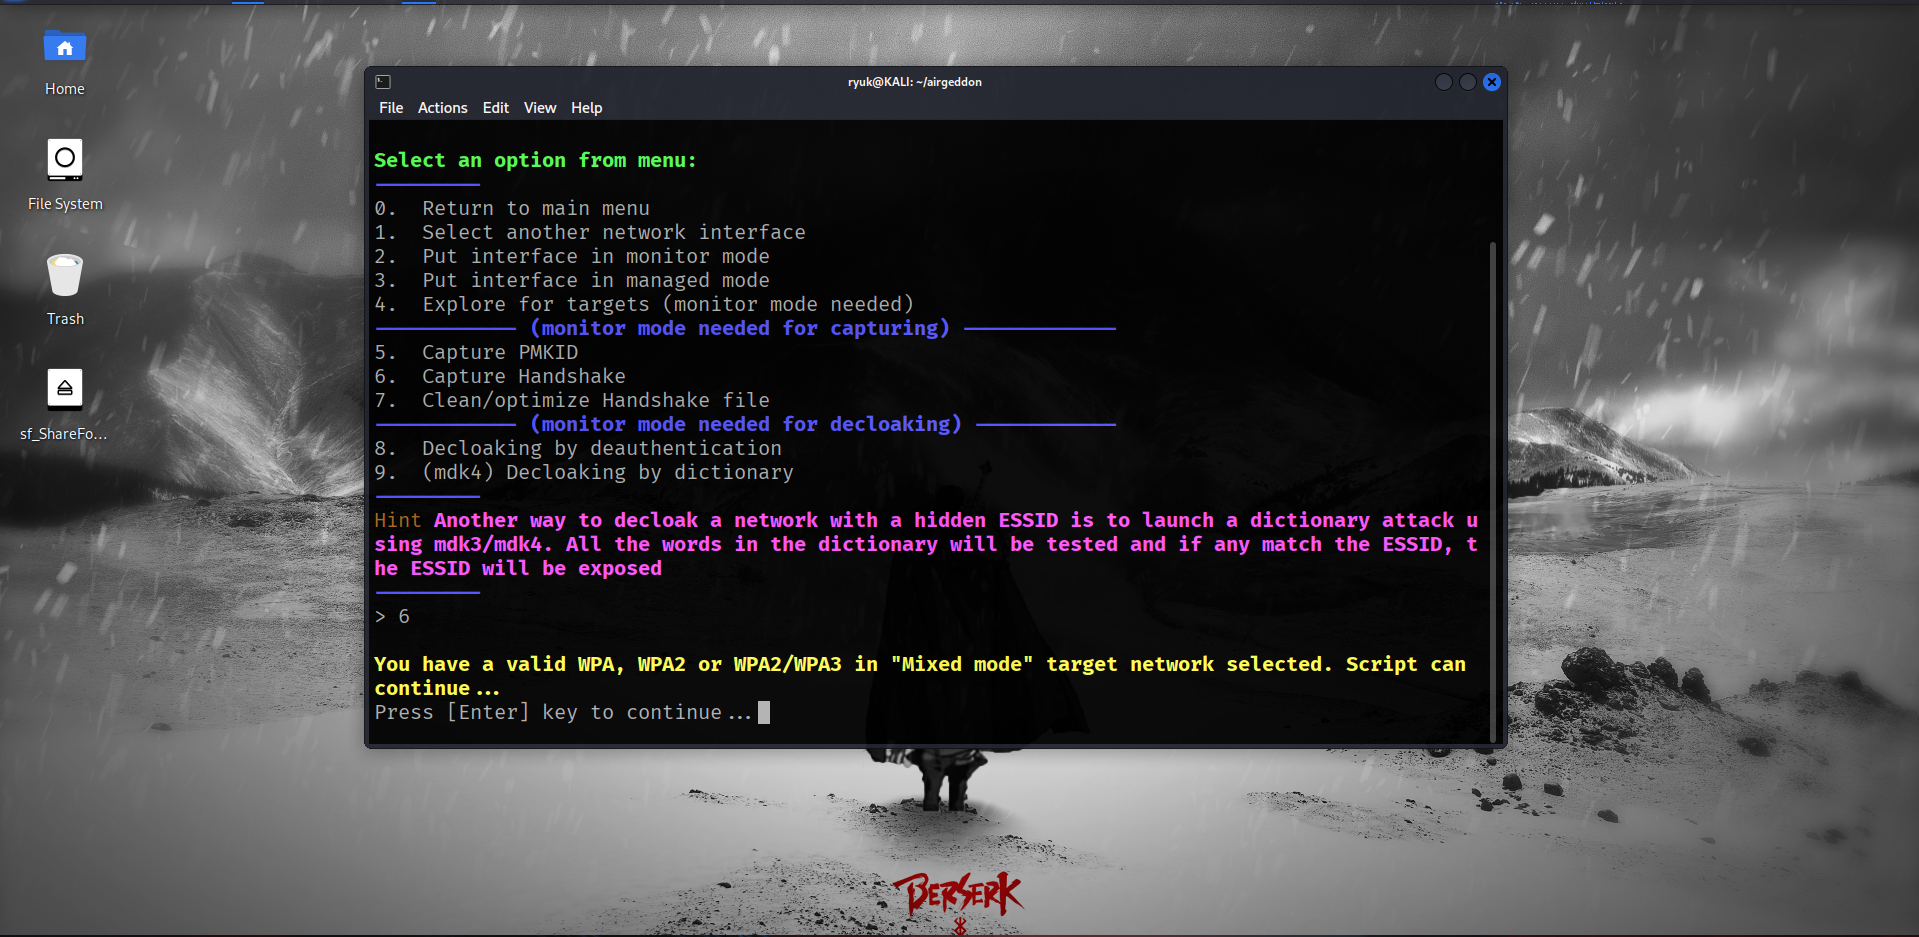 ryuk@KALI: ~/airgeddon
File Actions Edit View Help
Home
File System
Trash
sf_ShareFo...
Select an option from menu:
0. Return to main menu
1. Select another network interface
2. Put interface in monitor mode
3. Put interface in managed mode
4. Explore for targets (monitor mode needed)
(monitor mode needed for capturing)
5. Capture PMKID
6. Capture Handshake
7. Clean/optimize Handshake file
(monitor mode needed for decloaking)
8. Decloaking by deauthentication
9. (mdk4) Decloaking by dictionary
Hint Another way to decloak a network with a hidden ESSID is to launch a dictionary attack u
sing mdk3/mdk4. All the words in the dictionary will be tested and if any match the ESSID, t
he ESSID will be exposed
> 6
You have a valid WPA, WPA2 or WPA2/WPA3 in "Mixed mode" target network selected. Script can
continue...
Press [Enter] key to continue...
BERSERK